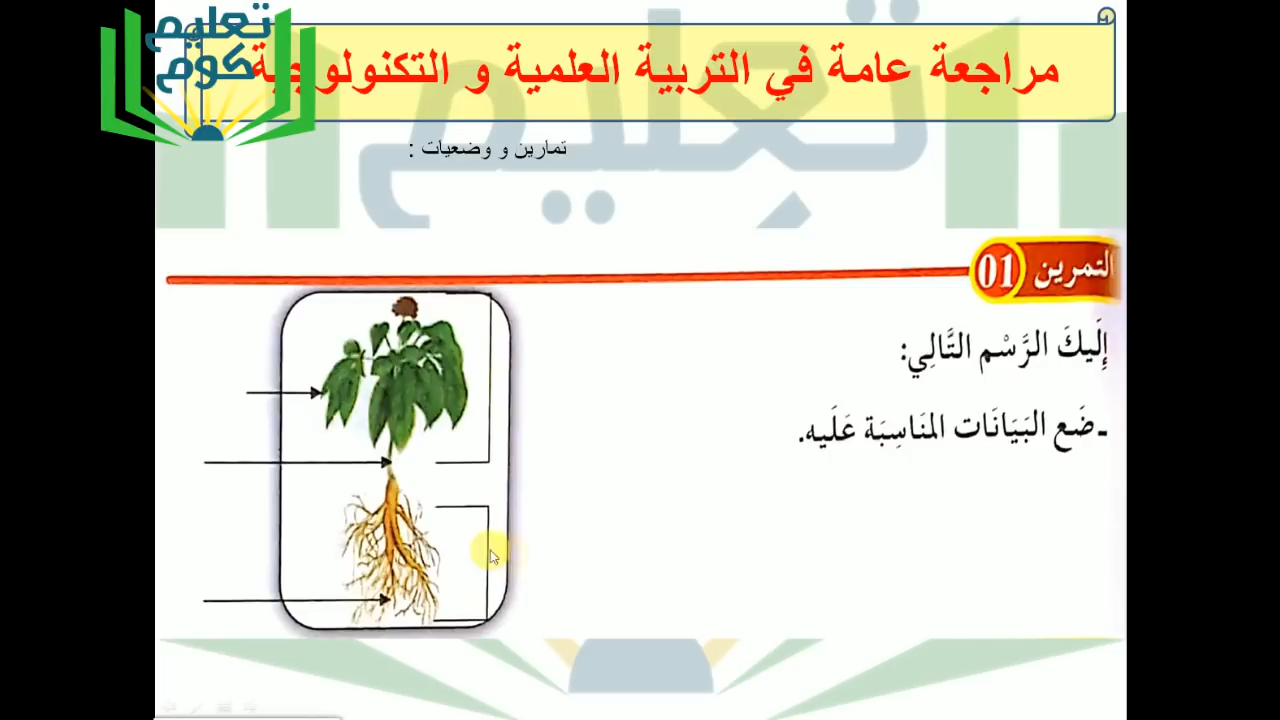 تعليم
كوم
مراجعة عامة في التربية العلمية و التكنولوجية
تمارين و وضعيات :
تعليم
التمرين 01
إِلَيكَ الرَّسْم التَّالِي:
ـ ضَع البَيَانَات المنَاسِبَة عَلَيه.